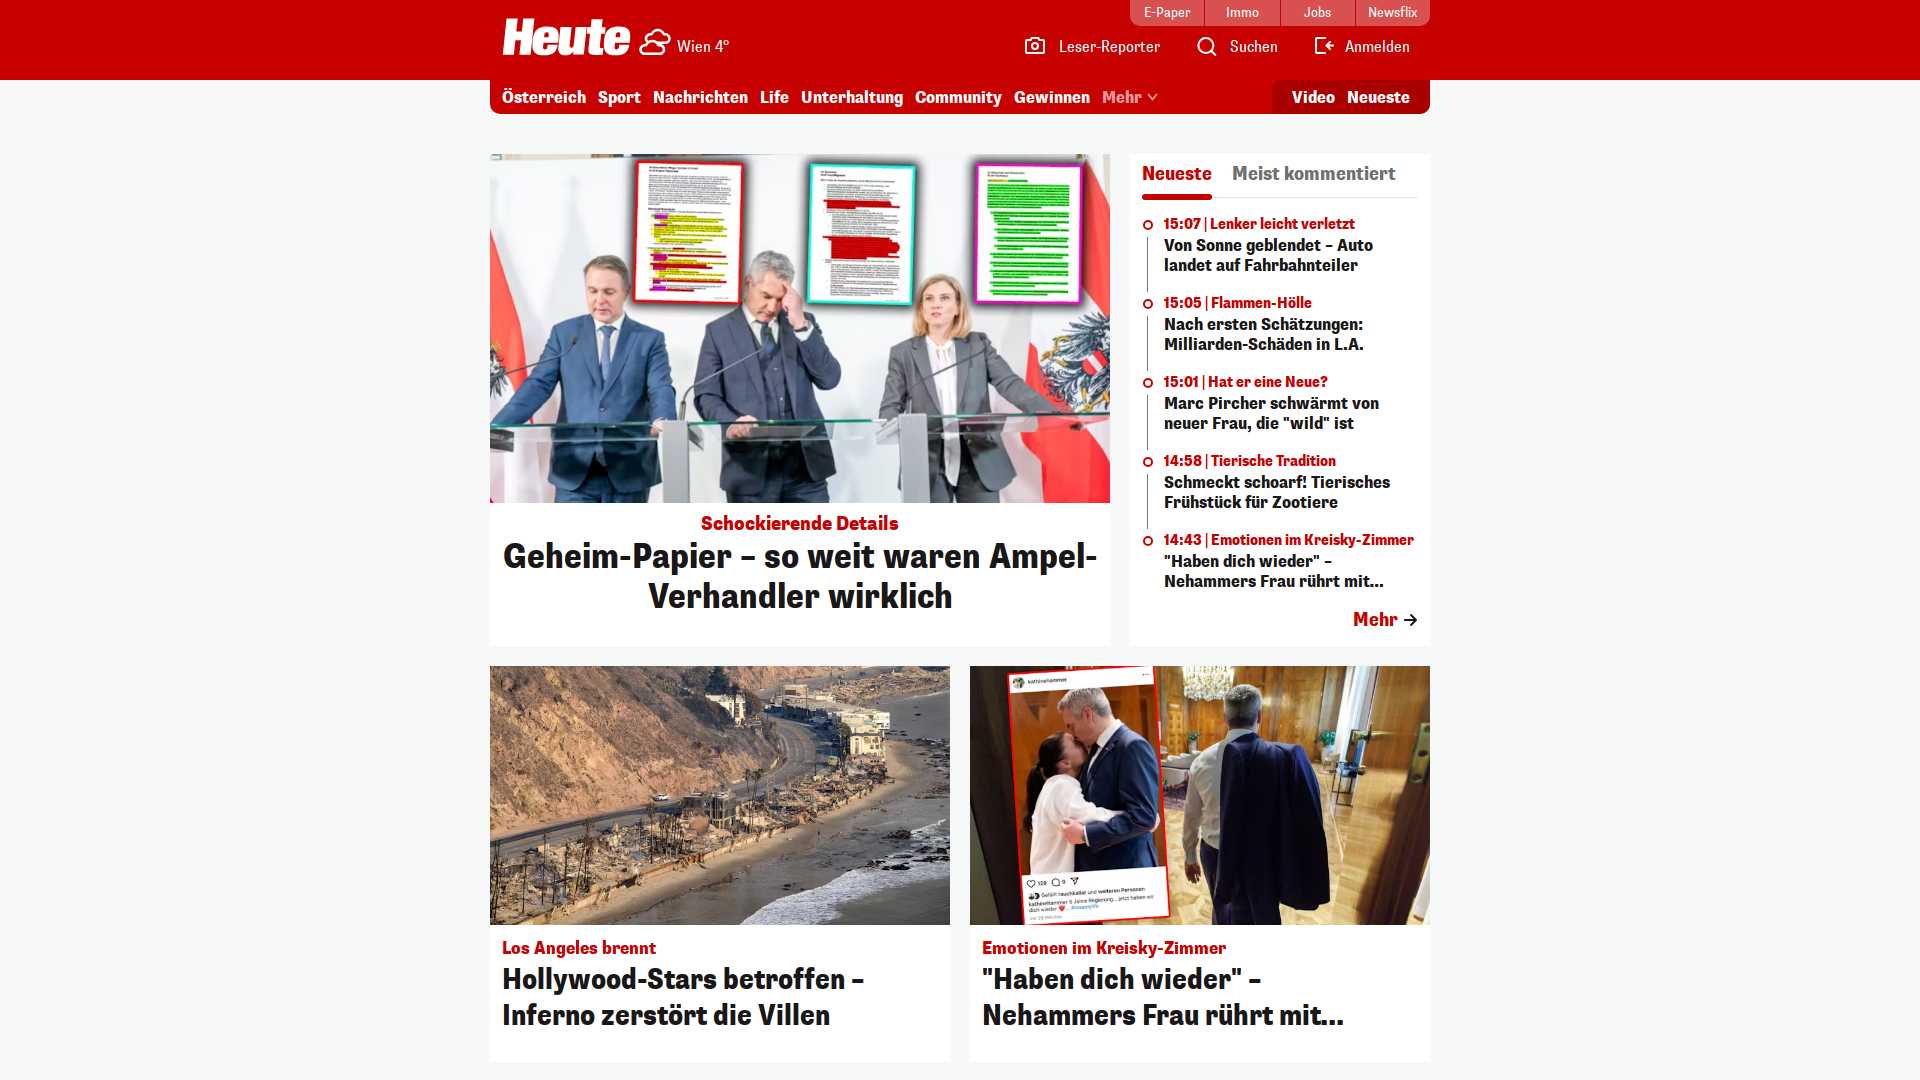 E-Paper
Immo
Jobs
Newsflix
Heute
Wien 4°
Leser-Reporter
Suchen
Anmelden
Österreich
Sport
Nachrichten
Life
Unterhaltung
Community
Gewinnen
Mehr
Video
Neueste
Schockierende Details
Geheim-Papier – so weit waren Ampel-
Verhandler wirklich
Neueste
Meist kommentiert
15:07 | Lenker leicht verletzt
Von Sonne geblendet – Auto
landet auf Fahrbahnteiler
15:05 | Flammen-Hölle
Nach ersten Schätzungen:
Milliarden-Schäden in L.A.
15:01 | Hat er eine Neue?
Marc Pircher schwärmt von
neuer Frau, die "wild" ist
14:58 | Tierische Tradition
Schmeckt schoarf! Tierisches
Frühstück für Zootiere
14:43 | Emotionen im Kreisky-Zimmer
"Haben dich wieder" –
Nehammers Frau rührt mit...
Mehr
Los Angeles brennt
Hollywood-Stars betroffen –
Inferno zerstört die Villen
kathinehammer
Emotionen im Kreisky-Zimmer
"Haben dich wieder" –
Nehammers Frau rührt mit...